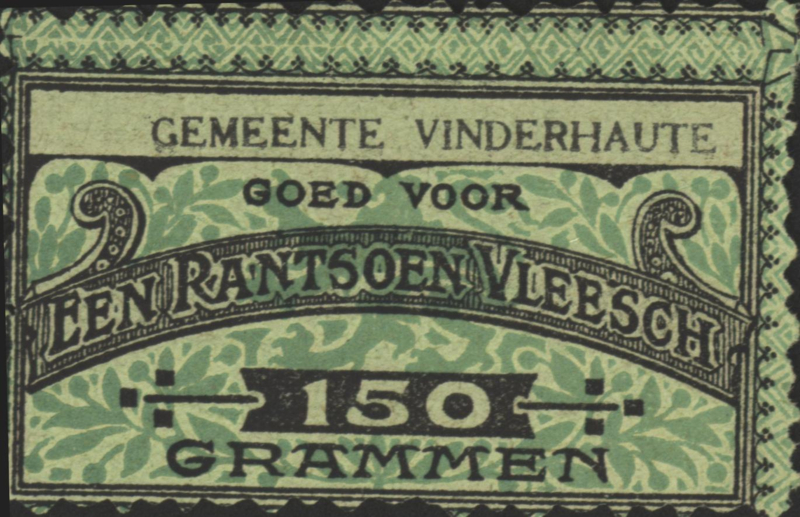 GEMEENTE VINDERHAUTE
GOED VOOR
EEN RANTSOEN VLEESCH
150
GRAMMEN